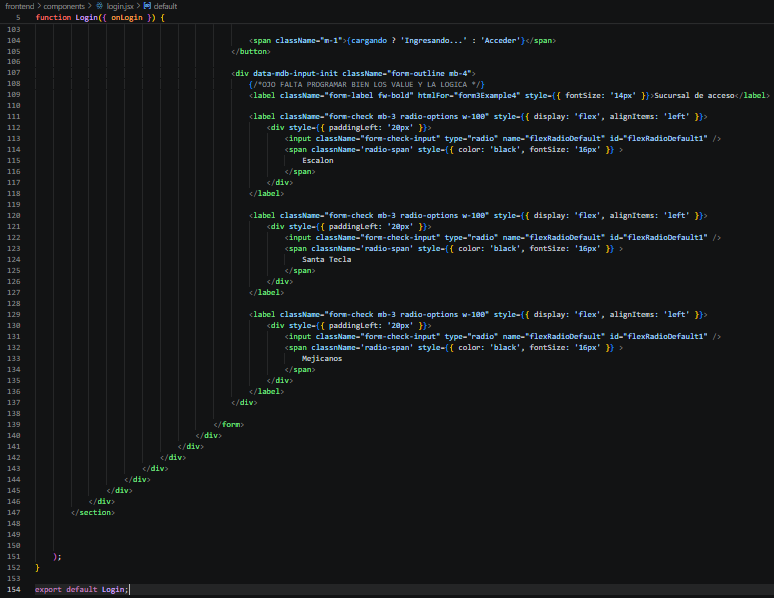 frontend > components > login.jsx > default
5 function Login({ onLogin }) {
103
104 <span className="m-1">{cargando ? 'Ingresando...' : 'Acceder'}</span>
105 </button>
106
107 <div data-mdb-input-init className="form-outline mb-4">
108 {/*OJO FALTA PROGRAMAR BIEN LOS VALUE Y LA LOGICA */}
109 <label className="form-label fw-bold" htmlFor="form3Example4" style={{ fontSize: '14px' }}>Sucursal de acceso</label>
110
111 <label className="form-check mb-3 radio-options w-100" style={{ display: 'flex', alignItems: 'left' }}>
112 <div style={{ paddingLeft: '20px' }}>
113 <input className="form-check-input" type="radio" name="flexRadioDefault" id="flexRadioDefault1" />
114 <span classnName='radio-span' style={{ color: 'black', fontSize: '16px' }} >
115 Escalon
116 </span>
117 </div>
118 </label>
119
120 <label className="form-check mb-3 radio-options w-100" style={{ display: 'flex', alignItems: 'left' }}>
121 <div style={{ paddingLeft: '20px' }}>
122 <input className="form-check-input" type="radio" name="flexRadioDefault" id="flexRadioDefault1" />
123 <span classnName='radio-span' style={{ color: 'black', fontSize: '16px' }} >
124 Santa Tecla
125 </span>
126 </div>
127 </label>
128
129 <label className="form-check mb-3 radio-options w-100" style={{ display: 'flex', alignItems: 'left' }}>
130 <div style={{ paddingLeft: '20px' }}>
131 <input className="form-check-input" type="radio" name="flexRadioDefault" id="flexRadioDefault1" />
132 <span classnName='radio-span' style={{ color: 'black', fontSize: '16px' }} >
133 Mejicanos
134 </span>
135 </div>
136 </label>
137 </div>
138
139 </form>
140 </div>
141 </div>
142 </div>
143 </div>
144 </div>
145 </div>
146 </div>
147 </section>
148
149
150
151 );
152 }
153
154 export default Login;